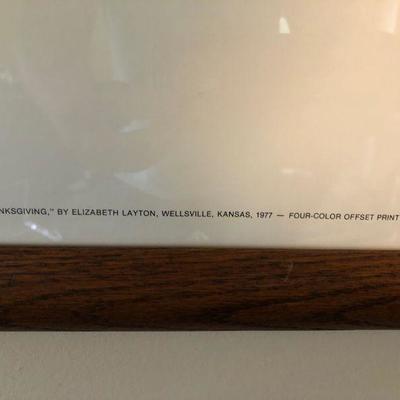 NKSGIVING," BY ELIZABETH LAYTON, WELLSVILLE, KANSAS, 1977 — FOUR-COLOR OFFSET PRINT